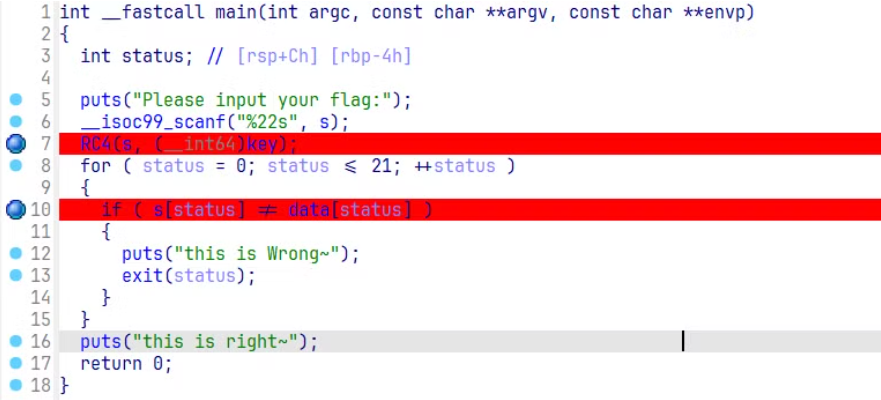 1 int __fastcall main(int argc, const char **argv, const char **envp)
2 {
3   int status; // [rsp+Ch] [rbp-4h]
4
5   puts("Please input your flag:");
6   __isoc99_scanf("%22s", s);
7   RC4(s, (__int64)key);
8   for ( status = 0; status ≤ 21; ++status )
9   {
10     if ( s[status] ≠ data[status] )
11     {
12       puts("this is Wrong~");
13       exit(status);
14     }
15   }
16   puts("this is right~");
17   return 0;
18 }